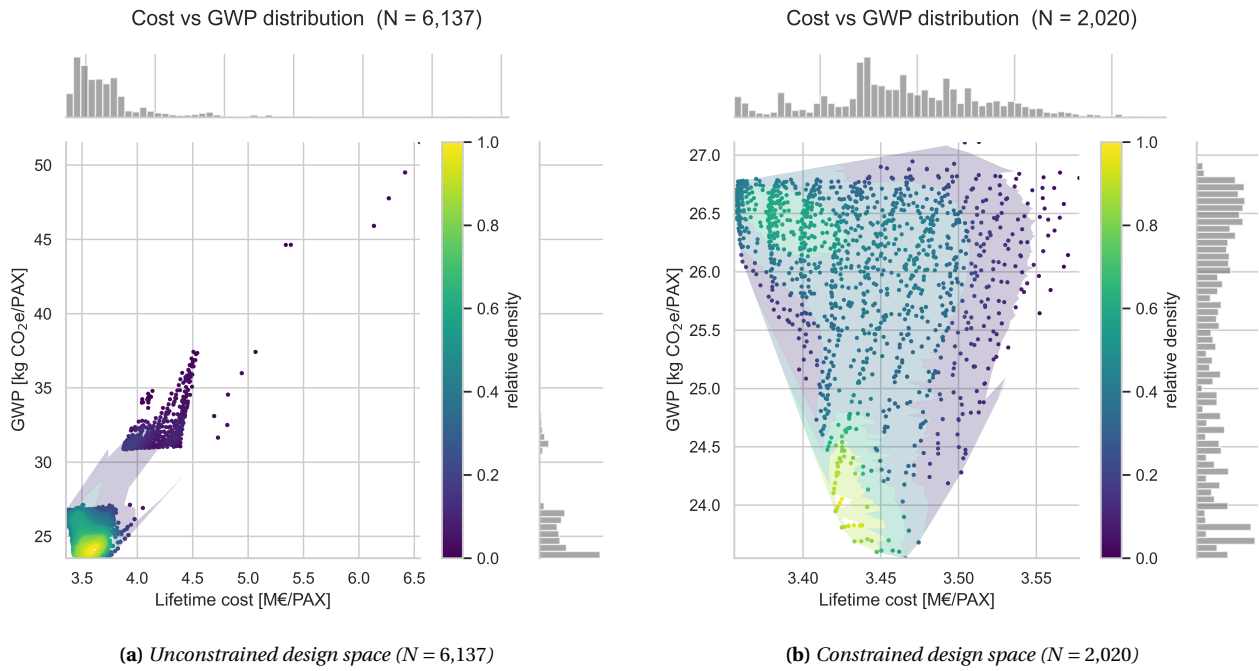 Cost vs GWP distribution (N = 6,137)
50
45
40
35
30
25
GWP [kg CO₂e/PAX]
3.5 4.0 4.5 5.0 5.5 6.0 6.5
Lifetime cost [M€/PAX]
1.0
0.8
0.6
0.4
0.2
0.0
relative density
(a) Unconstrained design space (N = 6,137)
Cost vs GWP distribution (N = 2,020)
27.0
26.5
26.0
25.5
25.0
24.5
24.0
GWP [kg CO₂e/PAX]
3.40 3.45 3.50 3.55
Lifetime cost [M€/PAX]
1.0
0.8
0.6
0.4
0.2
0.0
relative density
(b) Constrained design space (N = 2,020)